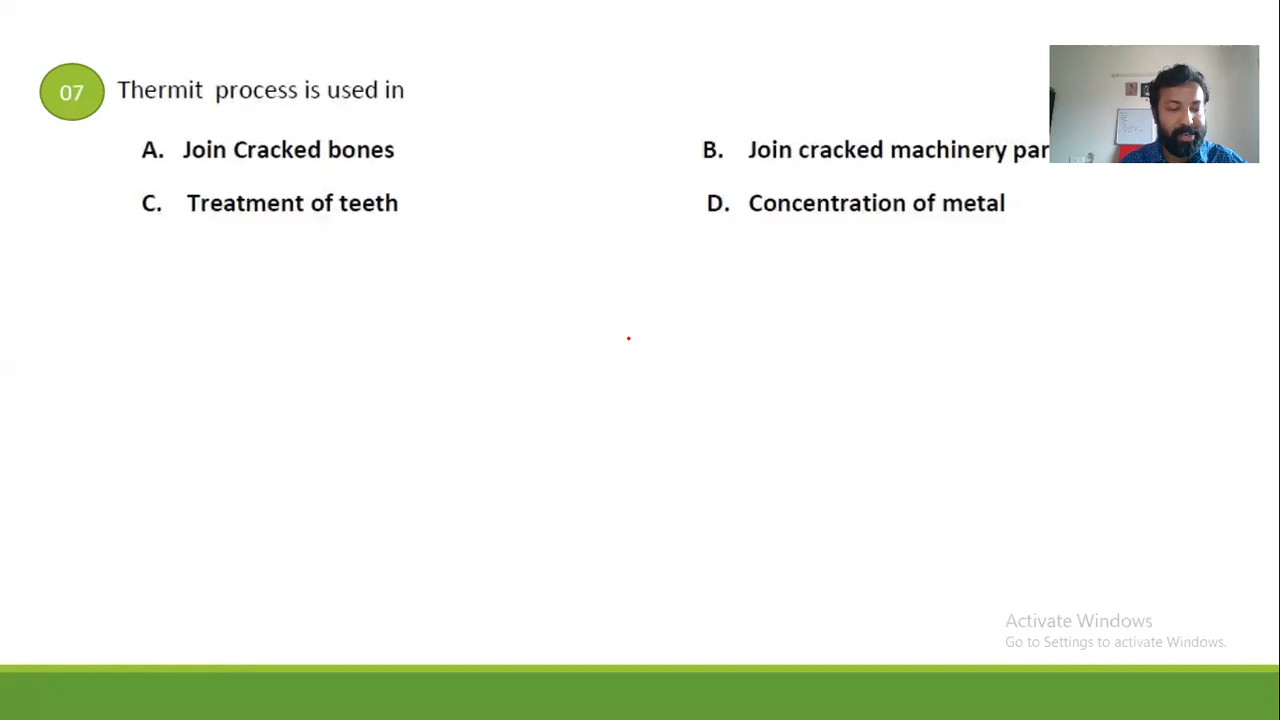 07 Thermit process is used in
A. Join Cracked bones B. Join cracked machinery
C. Treatment of teeth D. Concentration of metal
Activate Windows
Go to Settings to activate Windows.